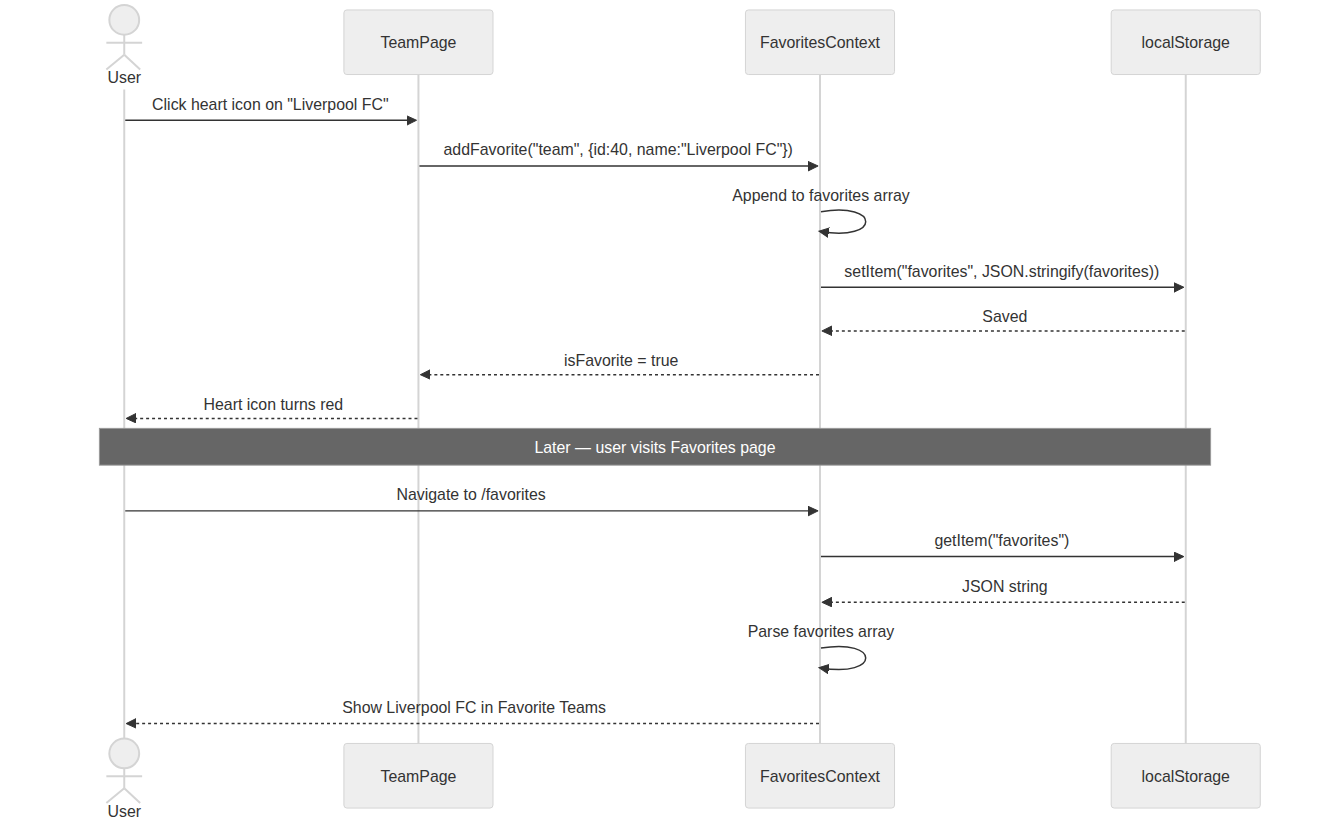 User
TeamPage
FavoritesContext
localStorage
Click heart icon on "Liverpool FC"
addFavorite("team", {id:40, name:"Liverpool FC"})
Append to favorites array
setItem("favorites", JSON.stringify(favorites))
Saved
isFavorite = true
Heart icon turns red
Later — user visits Favorites page
Navigate to /favorites
getItem("favorites")
JSON string
Parse favorites array
Show Liverpool FC in Favorite Teams
User
TeamPage
FavoritesContext
localStorage